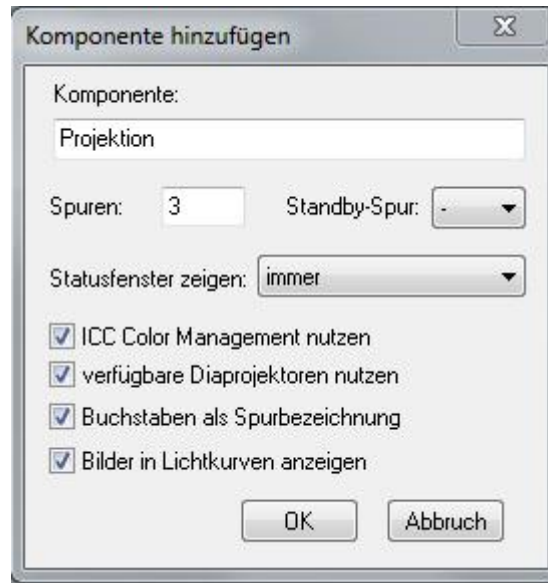 Komponente hinzufügen
Komponente:
Projektion
Spuren: 3 Standby-Spur: -
Statusfenster zeigen: immer
ICC Color Management nutzen
verfügbare Diaprojektoren nutzen
Buchstaben als Spurbezeichnung
Bilder in Lichtkurven anzeigen
OK Abbruch